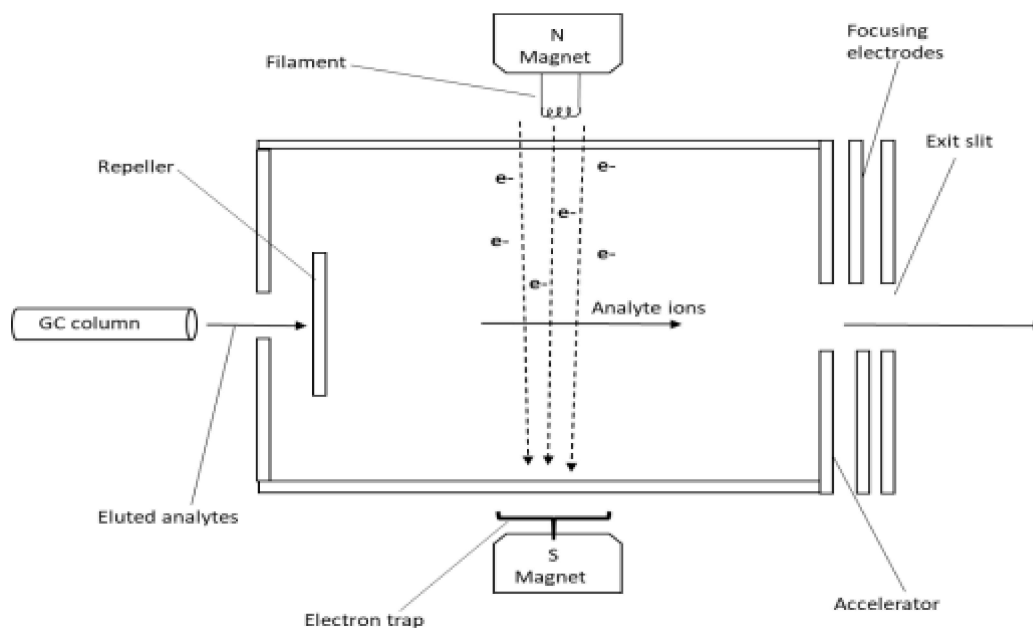 N
Magnet
Filament
Focusing
electrodes
Exit slit
Repeller
e-
e-
e-
e-
e-
e-
Analyte ions
GC column
Eluted analytes
S
Magnet
Electron trap
Accelerator